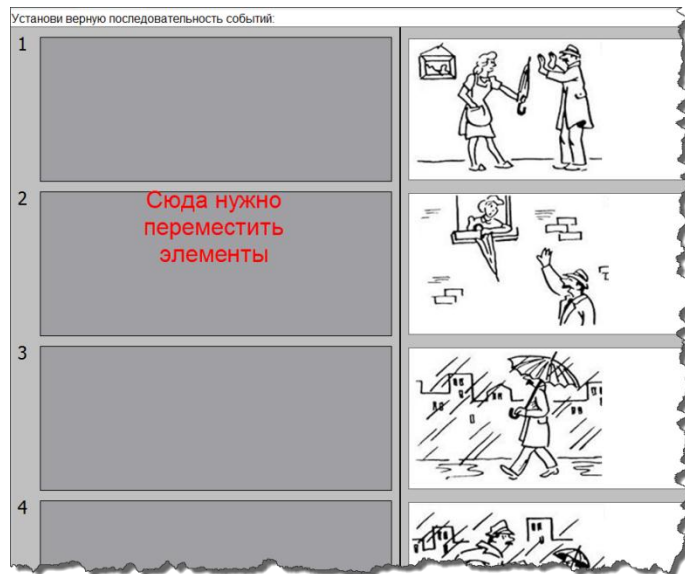 Установи верную последовательность событий:
1
2
Сюда нужно
переместить
элементы
3
4